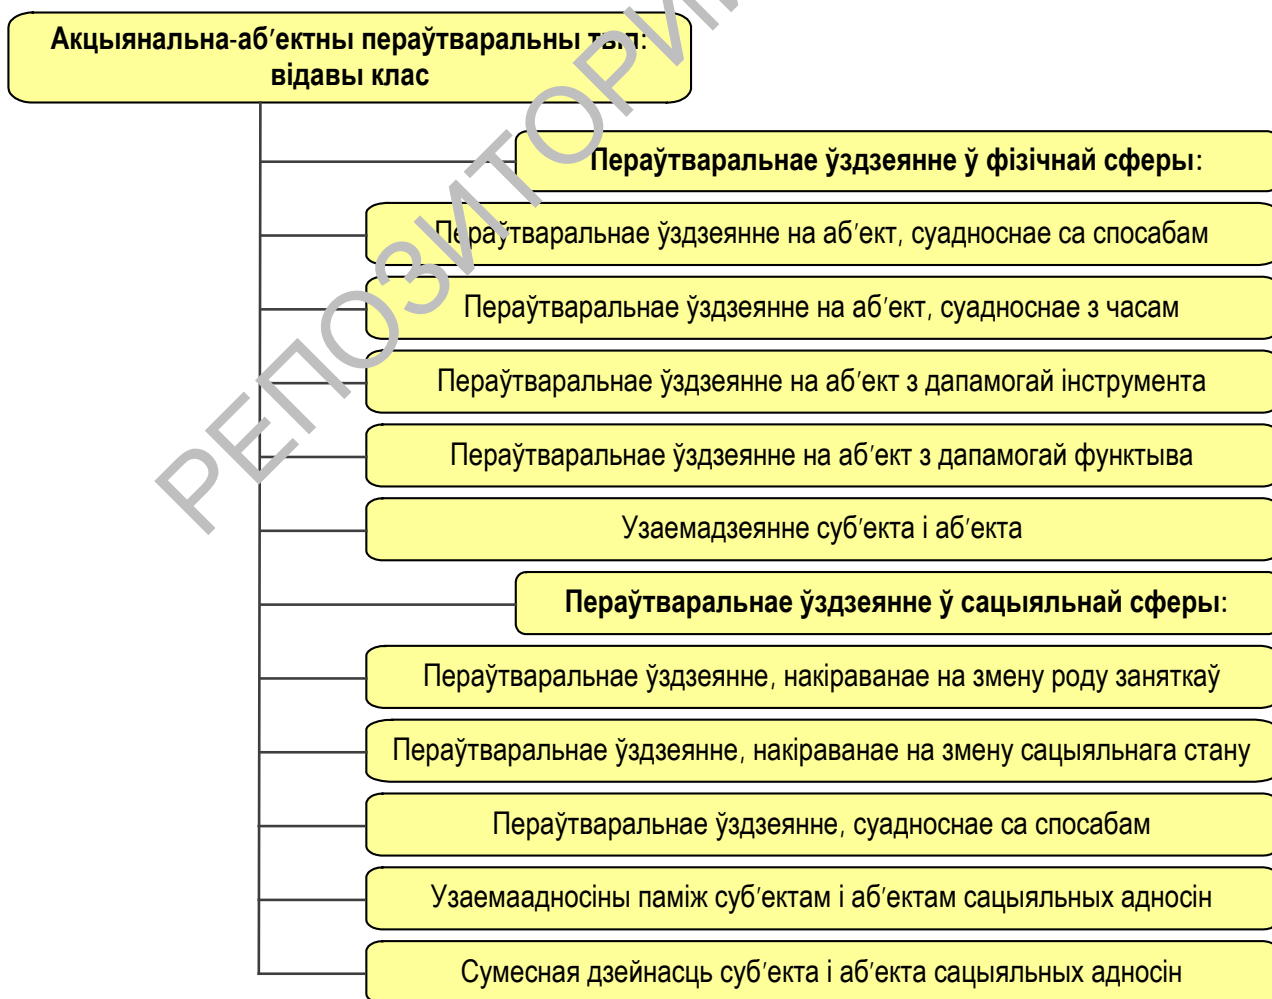 Акцыянальна-аб′ектны пераўтваральны тып:
відавы клас
Пераўтваральнае ўздзеянне ў фізічнай сферы:
Пераўтваральнае ўздзеянне на аб′ект, суадноснае са спосабам
Пераўтваральнае ўздзеянне на аб′ект, суадноснае з часам
Пераўтваральнае ўздзеянне на аб′ект з дапамогай інструмента
Пераўтваральнае ўздзеянне на аб′ект з дапамогай функтыва
Узаемадзеянне суб′екта і аб′екта
Пераўтваральнае ўздзеянне ў сацыяльнай сферы:
Пераўтваральнае ўздзеянне, накіраванае на змену роду заняткаў
Пераўтваральнае ўздзеянне, накіраванае на змену сацыяльнага стану
Пераўтваральнае ўздзеянне, суадноснае са спосабам
Узаемаадносіны паміж суб′ектам і аб′ектам сацыяльных адносін
Сумесная дзейнасць суб′екта і аб′екта сацыяльных адносін